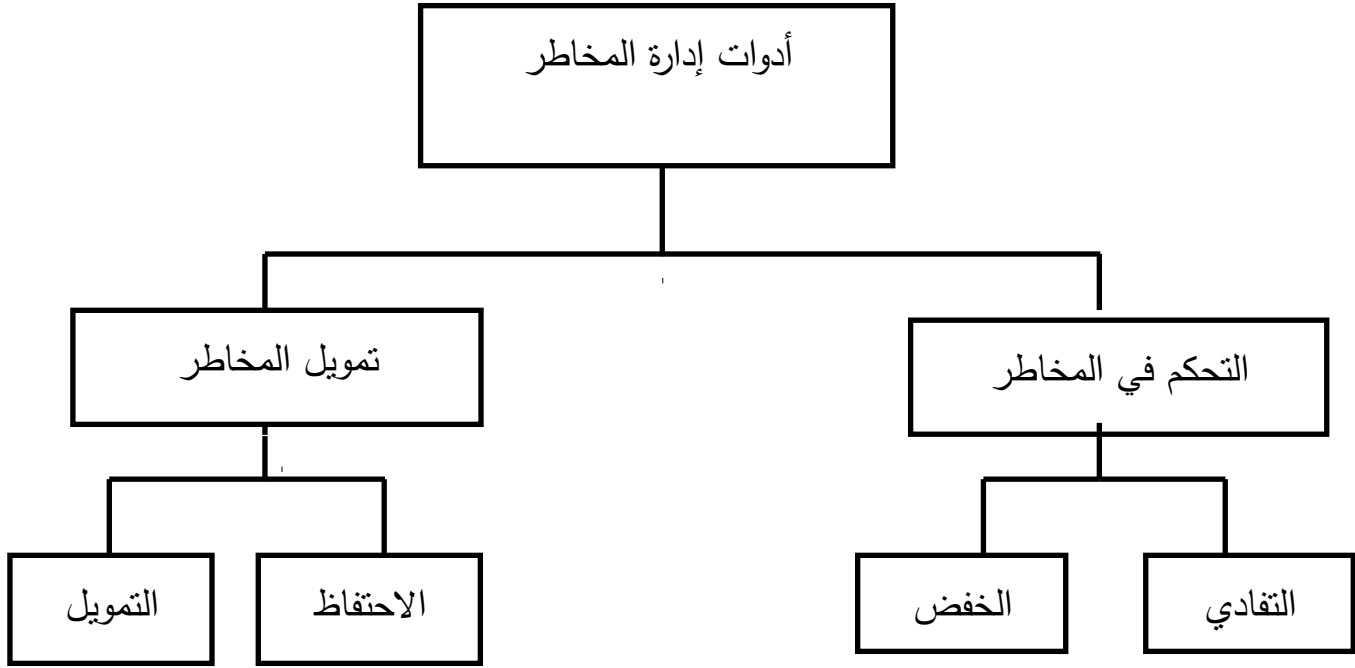 أدوات إدارة المخاطر
التحكم في المخاطر
تمويل المخاطر
التفادي
الخفض
الاحتفاظ
التمويل